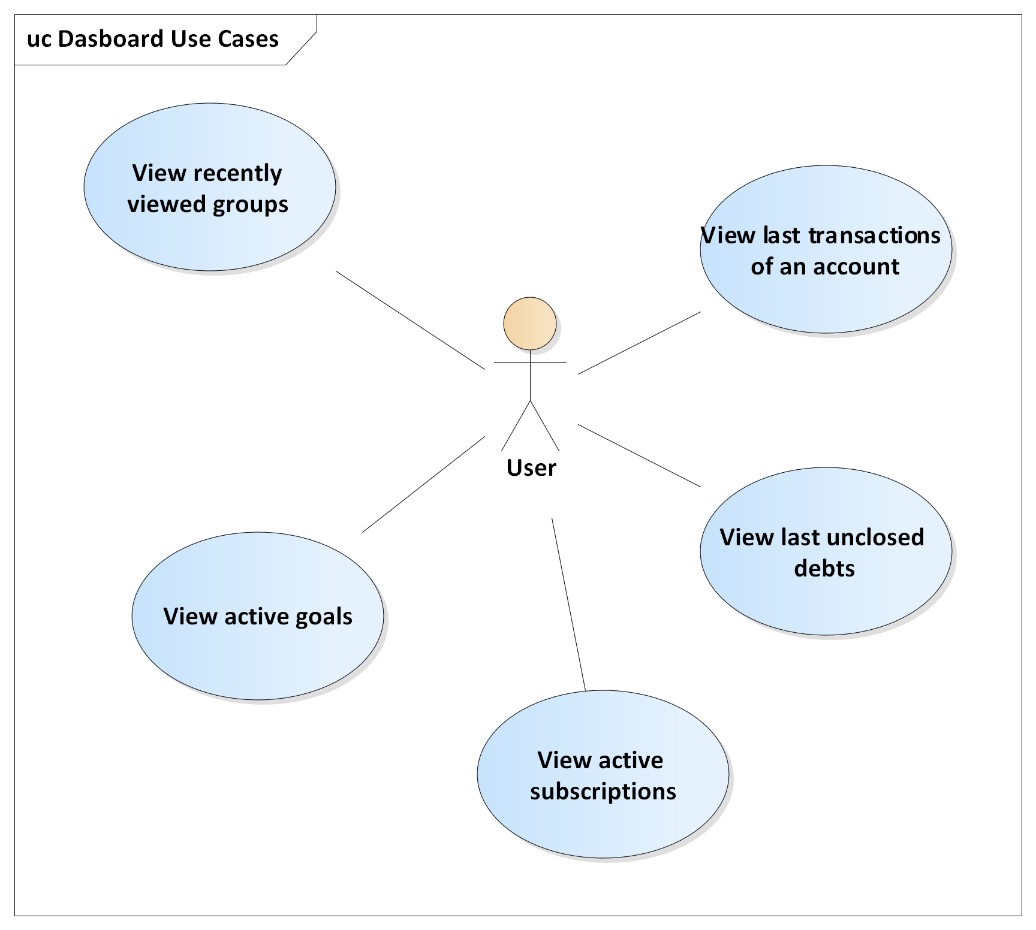 uc Dasboard Use Cases
View recently
viewed groups
View last transactions
of an account
User
View last unclosed
debts
View active goals
View active
subscriptions